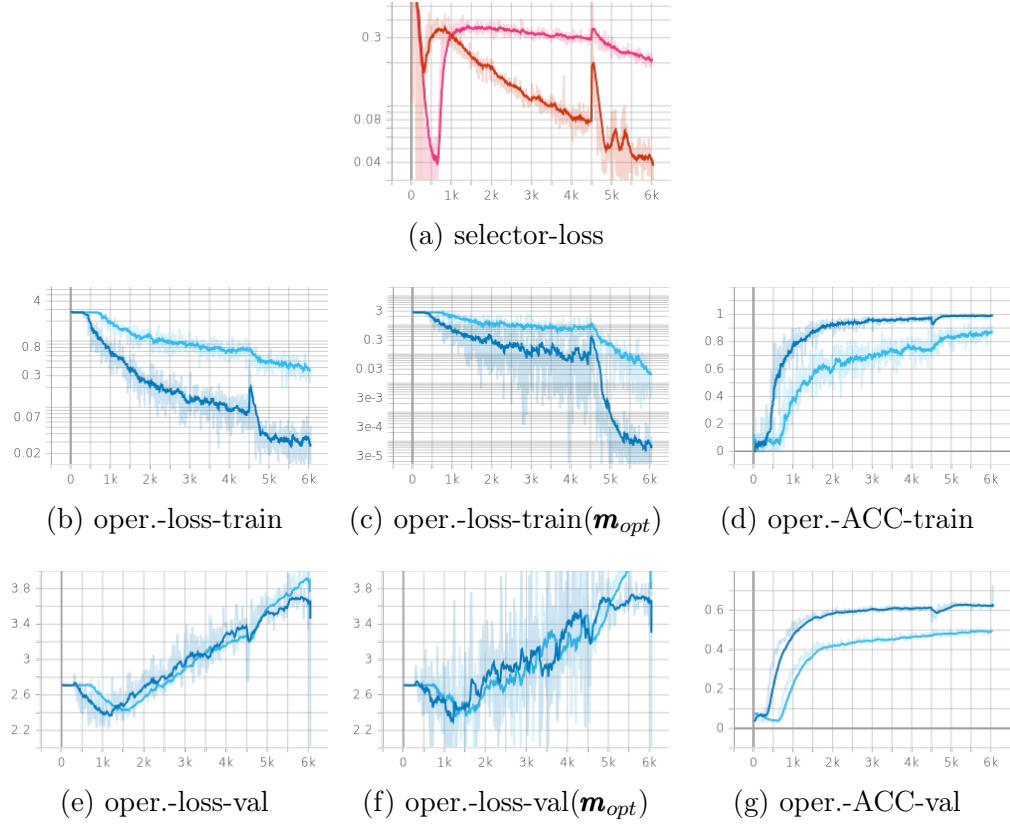 0.3
0.08
0.04
0 1k 2k 3k 4k 5k 6k
(a) selector-loss
4
0.8
0.3
0.07
0.02
0 1k 2k 3k 4k 5k 6k
(b) oper.-loss-train
3
0.3
0.03
3e-3
3e-4
3e-5
0 1k 2k 3k 4k 5k 6k
(c) oper.-loss-train(m_opt)
1
0.8
0.6
0.4
0.2
0
0 1k 2k 3k 4k 5k 6k
(d) oper.-ACC-train
3.8
3.4
3
2.6
2.2
0 1k 2k 3k 4k 5k 6k
(e) oper.-loss-val
3.8
3.4
3
2.6
2.2
0 1k 2k 3k 4k 5k 6k
(f) oper.-loss-val(m_opt)
0.6
0.4
0.2
0
0 1k 2k 3k 4k 5k 6k
(g) oper.-ACC-val